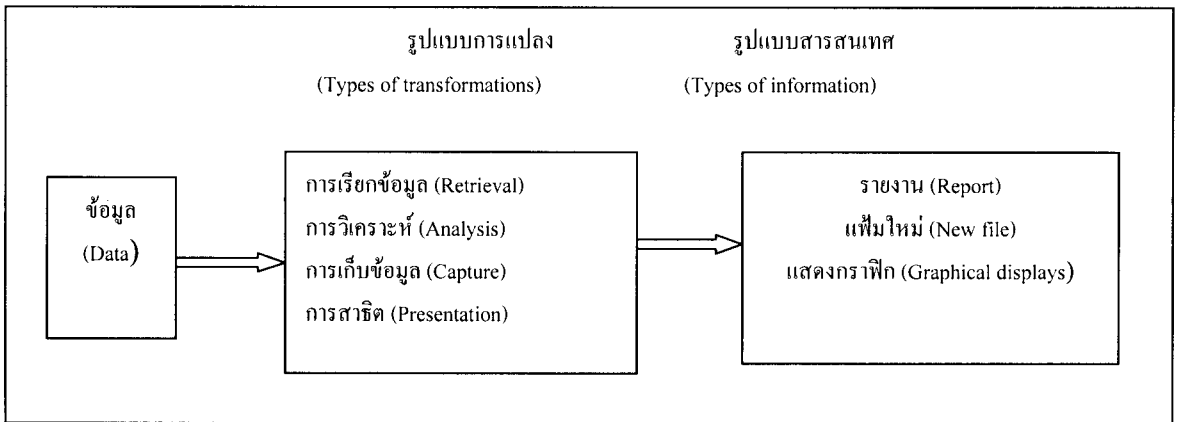 รูปแบบการแปลง
(Types of transformations)
รูปแบบสารสนเทศ
(Types of information)
ข้อมูล
(Data)
การเรียกข้อมูล (Retrieval)
การวิเคราะห์ (Analysis)
การเก็บข้อมูล (Capture)
การสาธิต (Presentation)
รายงาน (Report)
แฟ้มใหม่ (New file)
แสดงกราฟิก (Graphical displays)